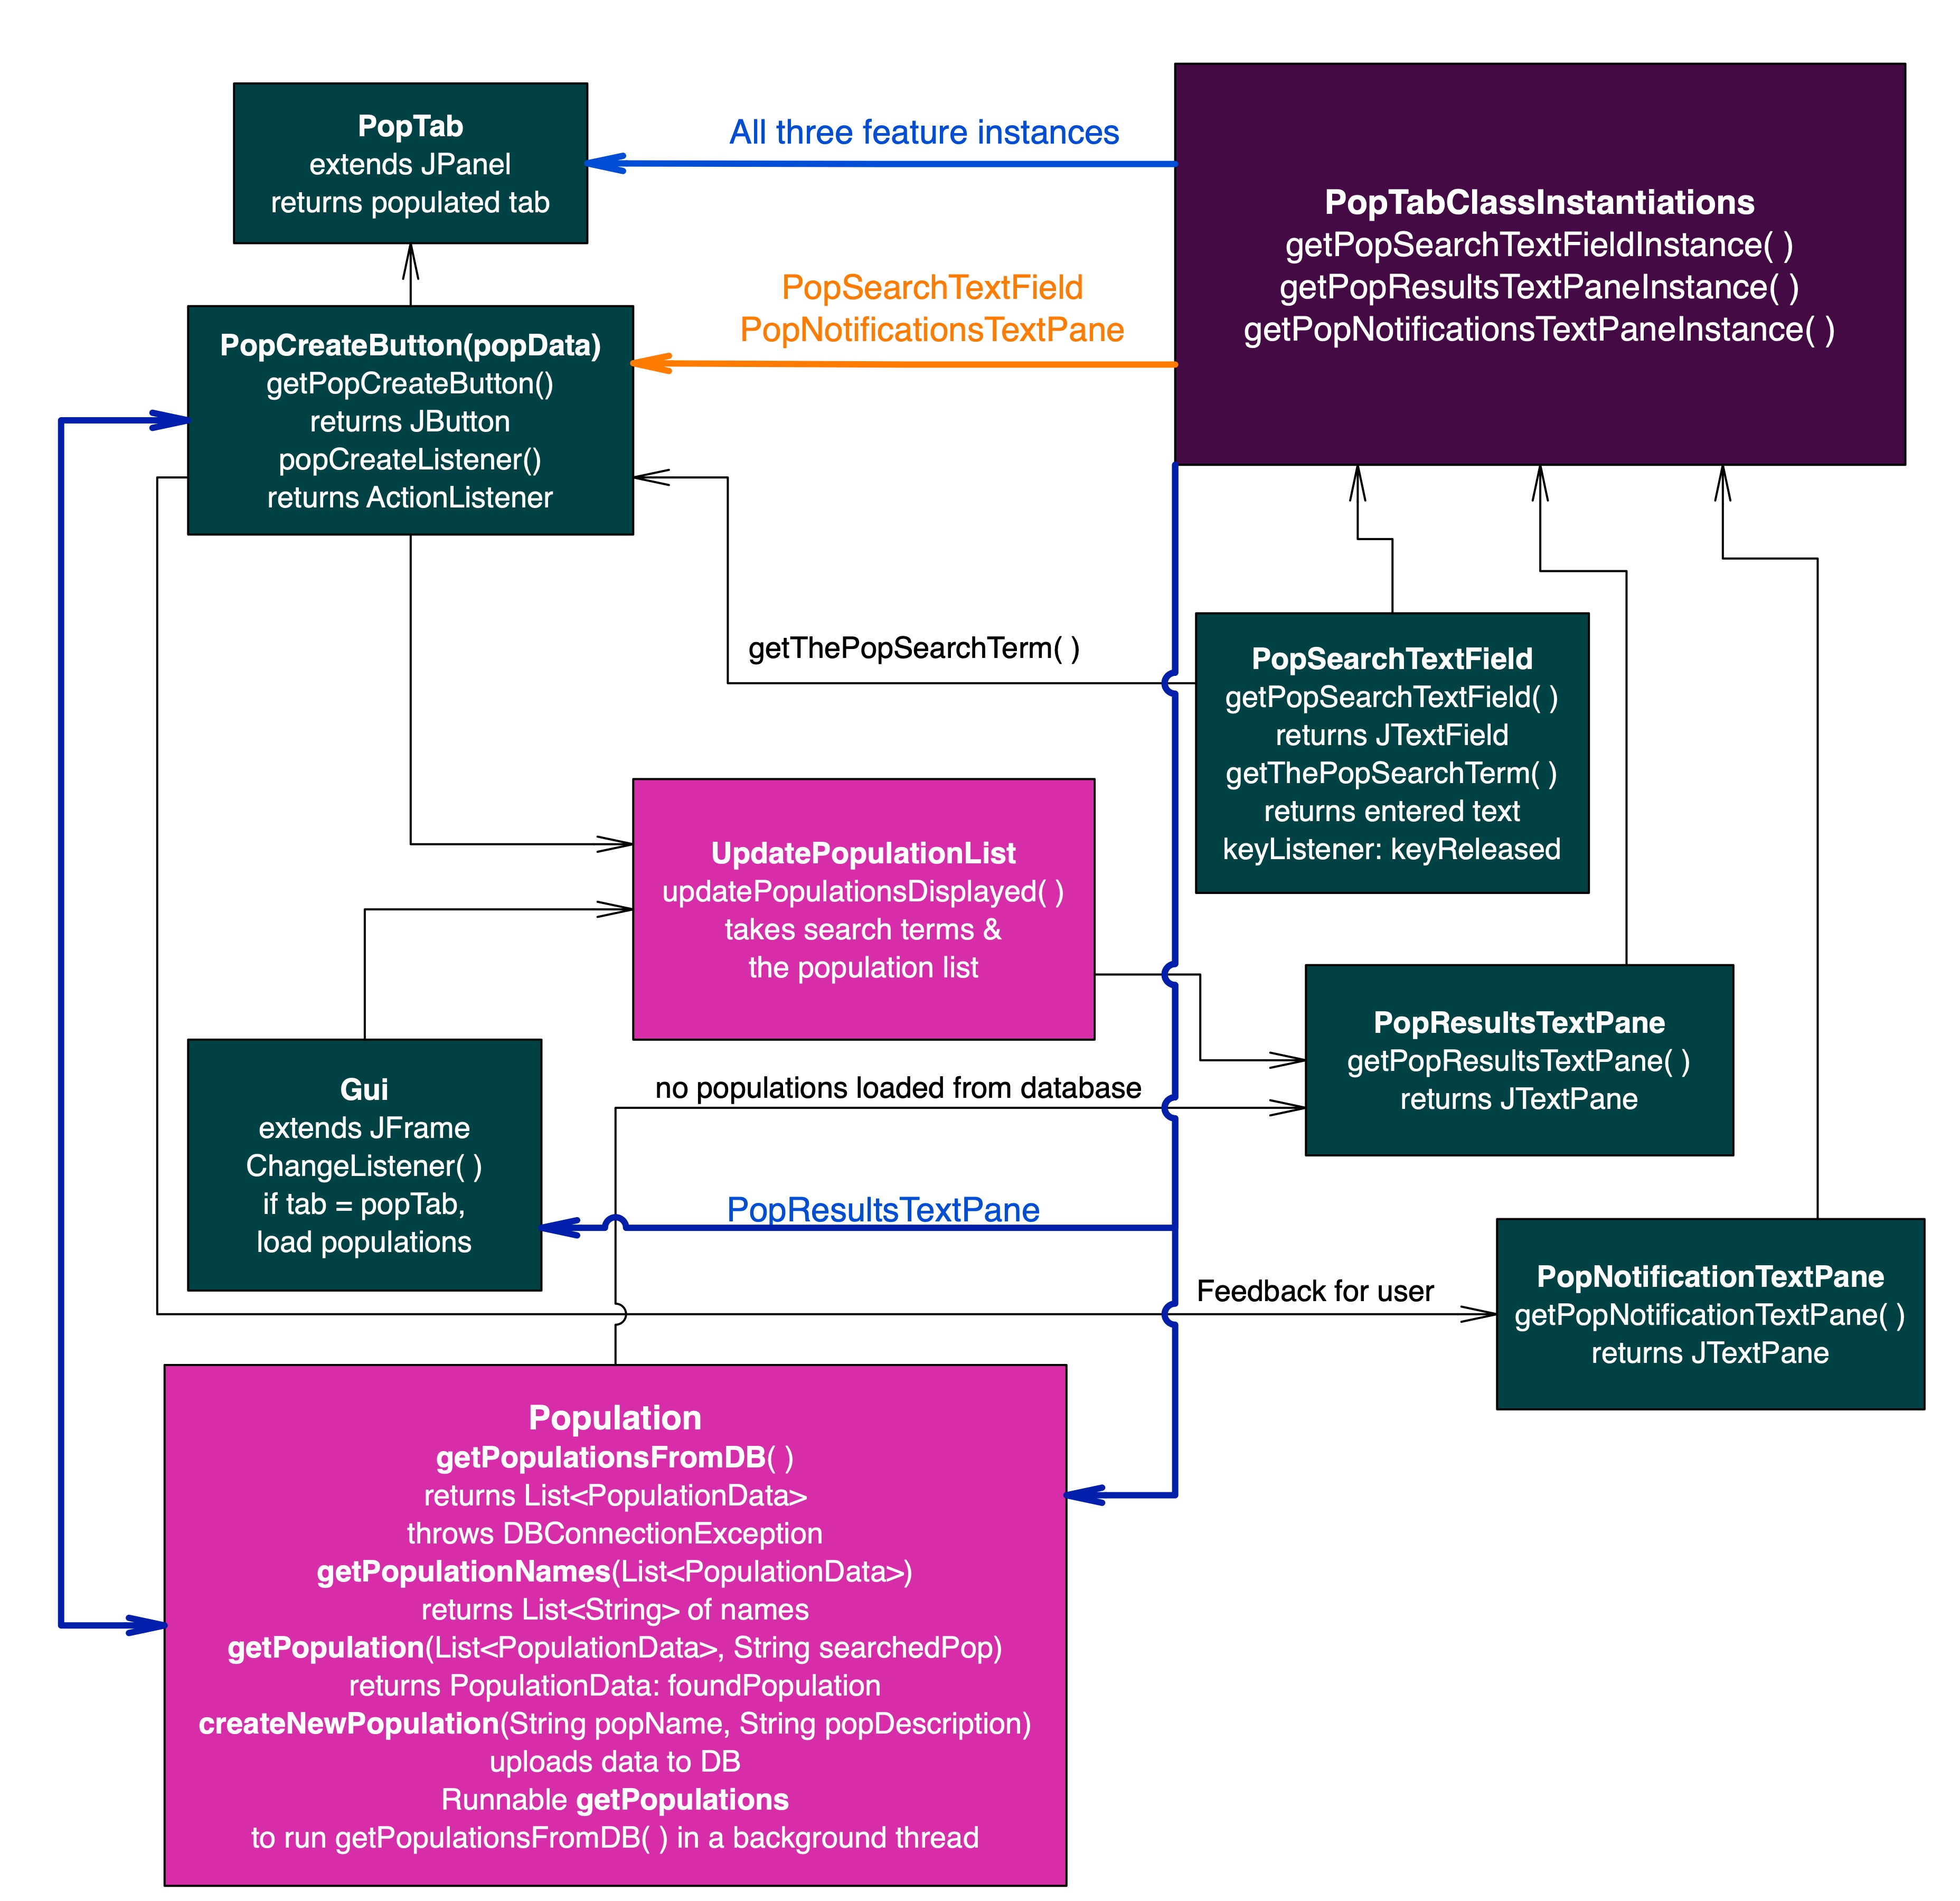 PopTab
extends JPanel
returns populated tab
All three feature instances
PopTabClassInstantiations
getPopSearchTextFieldInstance( )
getPopResultsTextPaneInstance( )
getPopNotificationsTextPaneInstance( )
PopSearchTextField
PopNotificationsTextPane
PopCreateButton(popData)
getPopCreateButton()
returns JButton
popCreateListener()
returns ActionListener
getThePopSearchTerm( )
PopSearchTextField
getPopSearchTextField( )
returns JTextField
getThePopSearchTerm( )
returns entered text
keyListener: keyReleased
UpdatePopulationList
updatePopulationsDisplayed( )
takes search terms &
the population list
PopResultsTextPane
getPopResultsTextPane( )
returns JTextPane
Gui
extends JFrame
ChangeListener( )
if tab = popTab,
load populations
no populations loaded from database
PopResultsTextPane
Feedback for user
PopNotificationTextPane
getPopNotificationTextPane( )
returns JTextPane
Population
getPopulationsFromDB( )
returns List<PopulationData>
throws DBConnectionException
getPopulationNames(List<PopulationData>)
returns List<String> of names
getPopulation(List<PopulationData>, String searchedPop)
returns PopulationData: foundPopulation
createNewPopulation(String popName, String popDescription)
uploads data to DB
Runnable getPopulations
to run getPopulationsFromDB( ) in a background thread